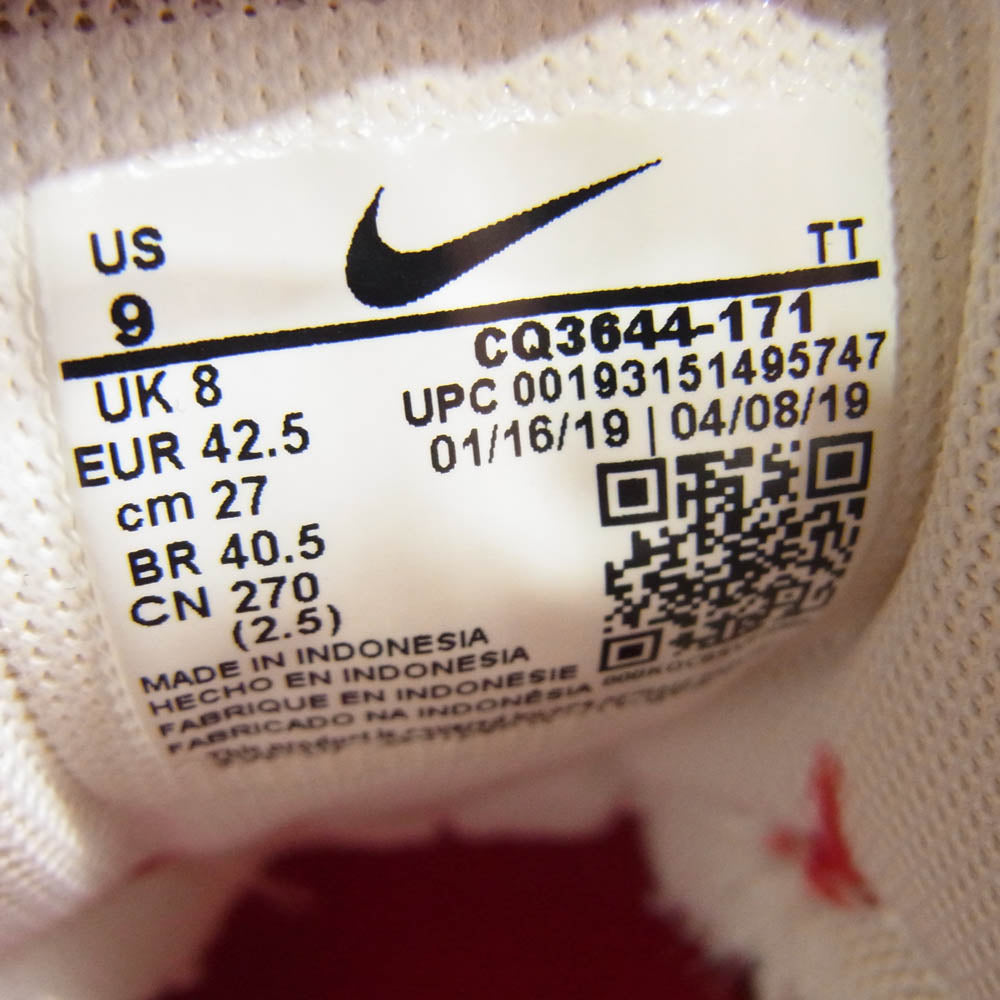 US
TT
9
CQ3644-171
UK 8
UPC 00193151495747
EUR 42.5
01/16/19 | 04/08/19
cm 27
BR 40.5
CN 270
(2.5)
MADE IN INDONESIA
HECHO EN INDONESIA
FABRIQUE EN INDONESIE
FABRICADO NA INDONÉSIA